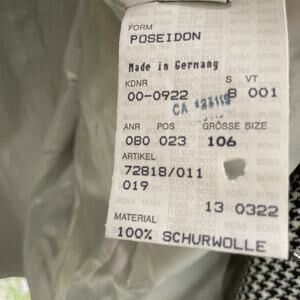 FORM
POSEIDON
Made in Germany
KDNR S VT
00-0922 8 001
CA
ANR POS GRÖSSE SIZE
080 023 106
ARTIKEL
72818/011
019
13 0322
MATERIAL
100% SCHURWOLLE